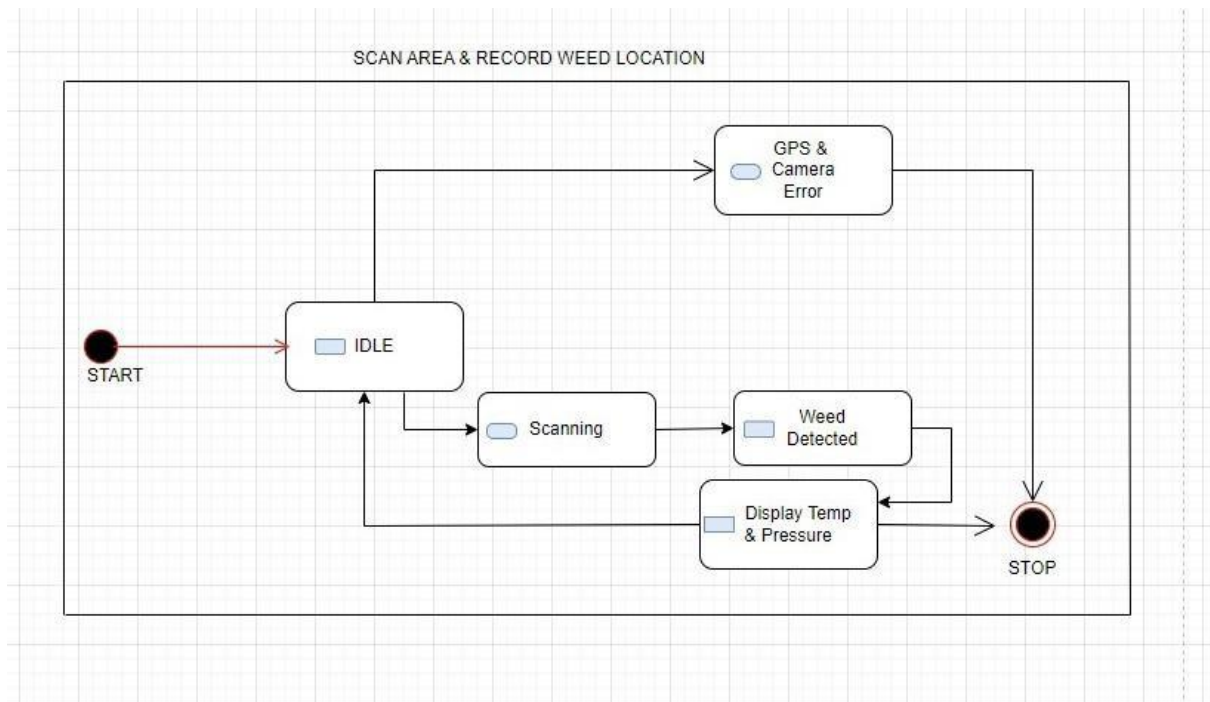 SCAN AREA & RECORD WEED LOCATION
GPS &
Camera
Error
IDLE
START
Scanning
Weed
Detected
Display Temp
& Pressure
STOP